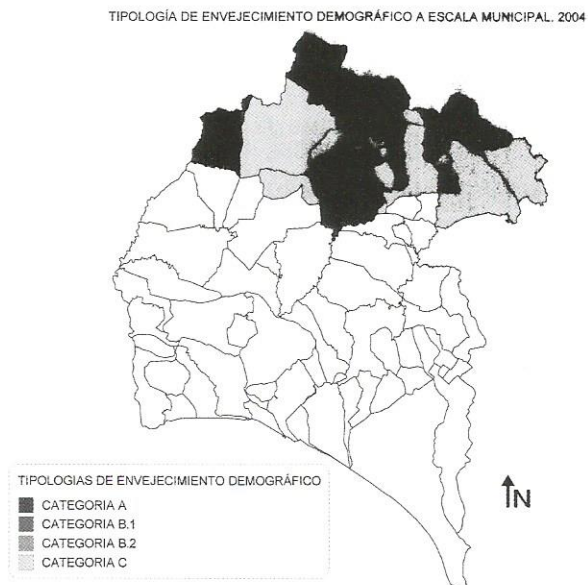 TIPOLOGÍA DE ENVEJECIMIENTO DEMOGRÁFICO A ESCALA MUNICIPAL. 2004
TIPOLOGIAS DE ENVEJECIMIENTO DEMOGRÁFICO
CATEGORIA A
CATEGORIA B.1
CATEGORIA B.2
CATEGORIA C
N